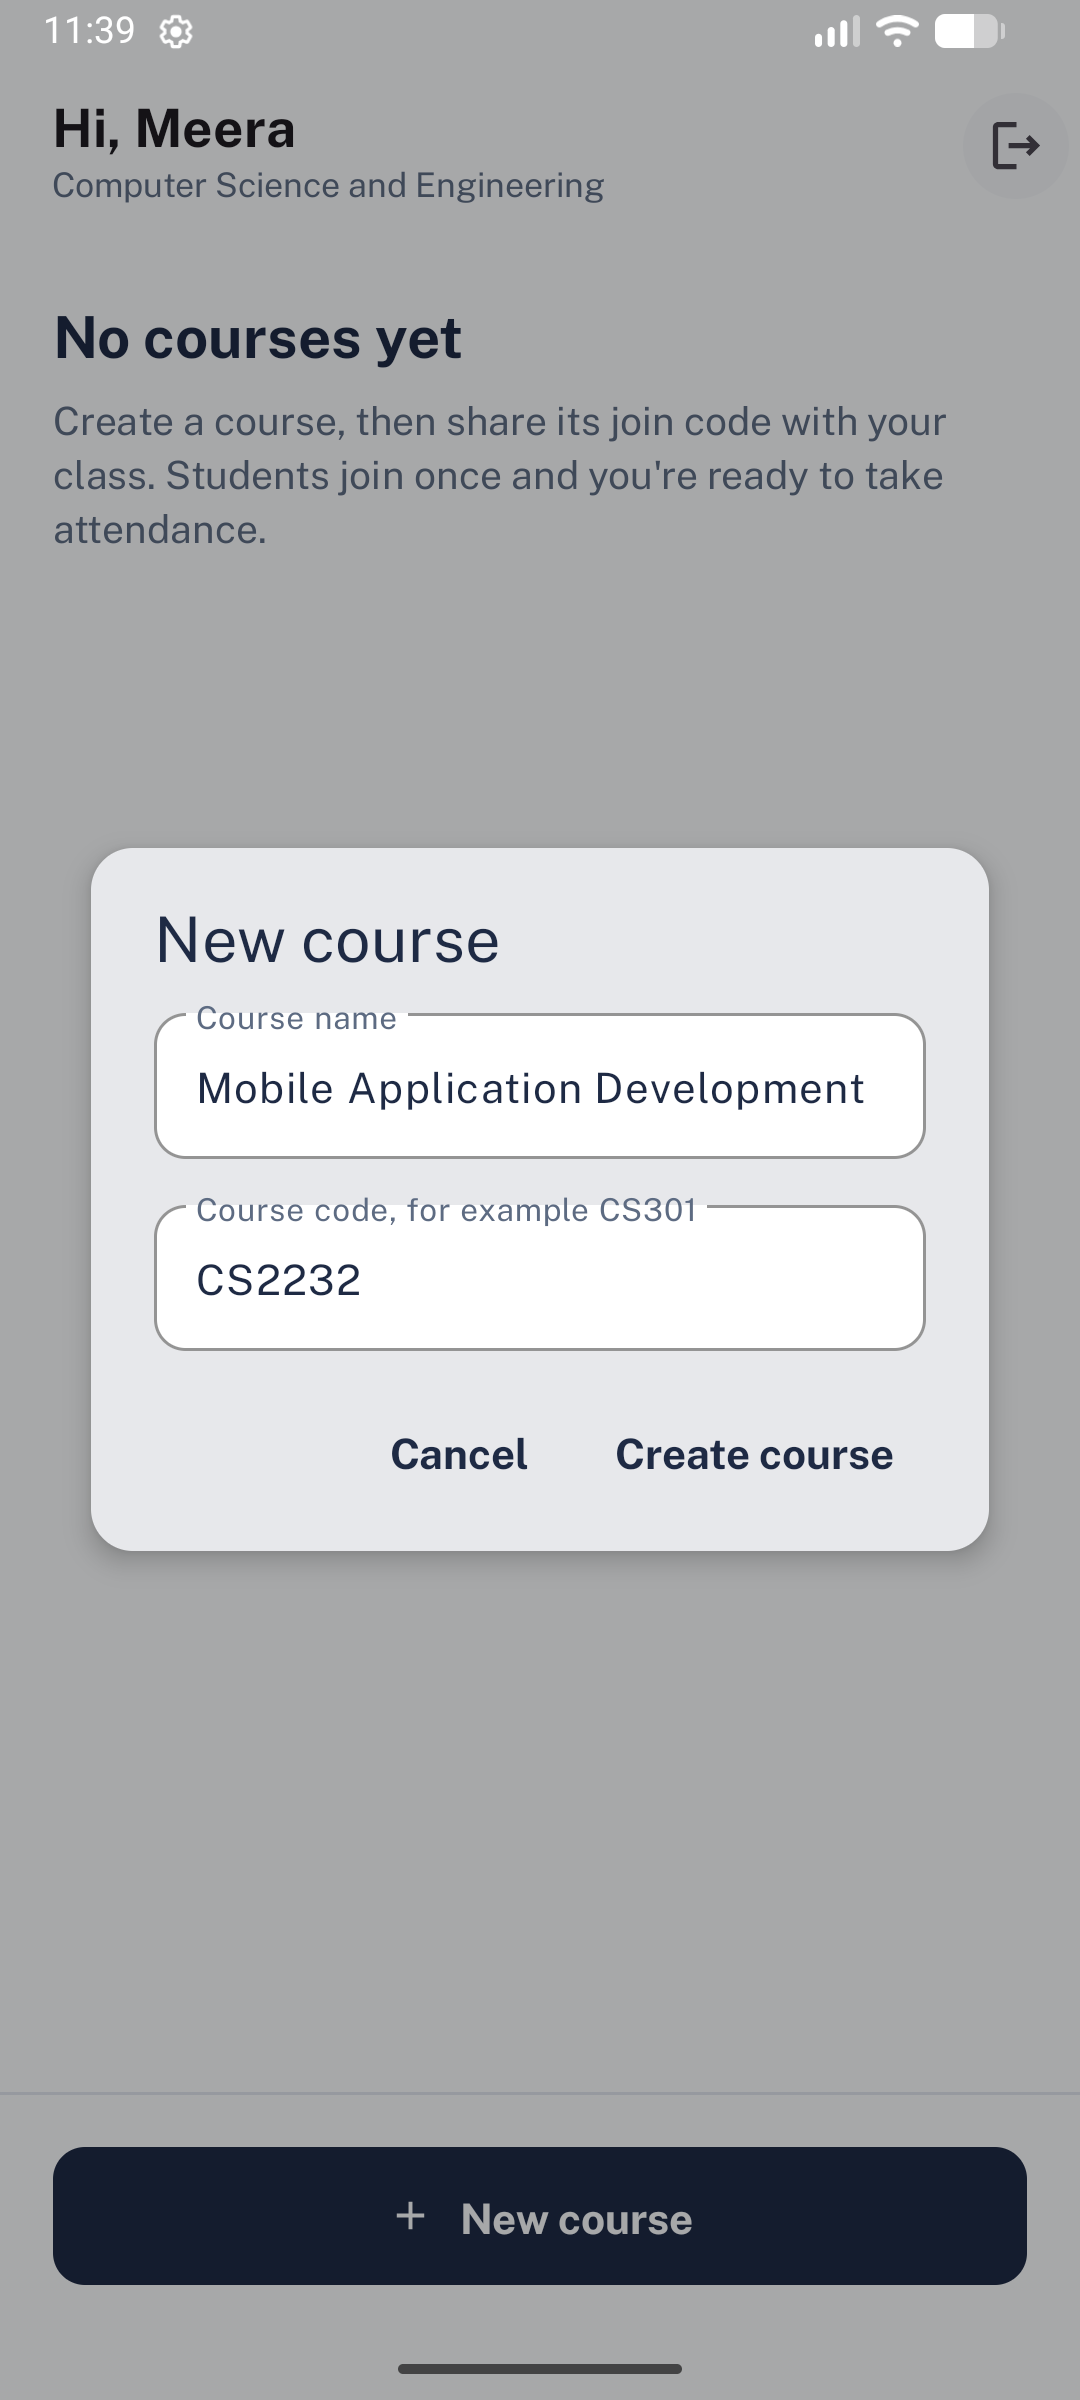 11:39
Hi, Meera
Computer Science and Engineering
No courses yet
Create a course, then share its join code with your
class. Students join once and you're ready to take
attendance.
New course
Course name
Mobile Application Development
Course code, for example CS301
CS2232
Cancel Create course
+ New course